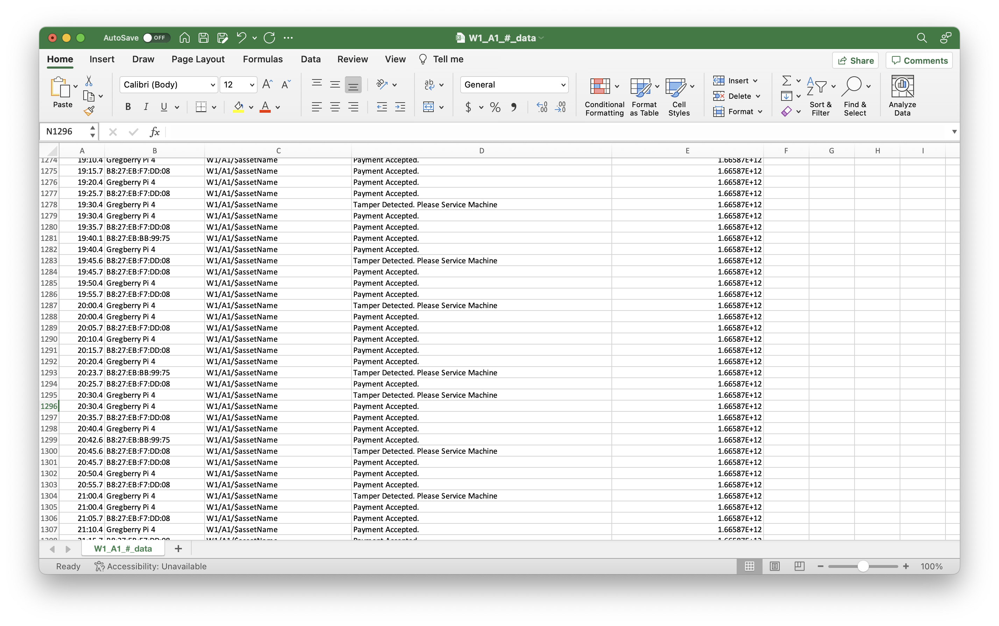 AutoSave OFF W1_A1_#_data
Home Insert Draw Page Layout Formulas Data Review View Tell me Share Comments
Paste Calibri (Body) 12 General Conditional Formatting Format as Table Cell Styles Insert Delete Format Sort & Filter Find & Select Analyze Data
N1296 fx
A B C D E F G H I
1274 19:10.4 Gregberry Pi 4 W1/A1/$assetName Payment Accepted. 1.66587E+12
1275 19:15.7 B8:27:EB:F7:DD:08 W1/A1/$assetName Payment Accepted. 1.66587E+12
1276 19:20.4 Gregberry Pi 4 W1/A1/$assetName Payment Accepted. 1.66587E+12
1277 19:25.7 B8:27:EB:F7:DD:08 W1/A1/$assetName Payment Accepted. 1.66587E+12
1278 19:30.4 Gregberry Pi 4 W1/A1/$assetName Tamper Detected. Please Service Machine 1.66587E+12
1279 19:30.4 Gregberry Pi 4 W1/A1/$assetName Payment Accepted. 1.66587E+12
1280 19:35.7 B8:27:EB:F7:DD:08 W1/A1/$assetName Payment Accepted. 1.66587E+12
1281 19:40.1 B8:27:EB:BB:99:75 W1/A1/$assetName Payment Accepted. 1.66587E+12
1282 19:40.4 Gregberry Pi 4 W1/A1/$assetName Payment Accepted. 1.66587E+12
1283 19:45.6 B8:27:EB:F7:DD:08 W1/A1/$assetName Tamper Detected. Please Service Machine 1.66587E+12
1284 19:45.7 B8:27:EB:F7:DD:08 W1/A1/$assetName Payment Accepted. 1.66587E+12
1285 19:50.4 Gregberry Pi 4 W1/A1/$assetName Payment Accepted. 1.66587E+12
1286 19:55.7 B8:27:EB:F7:DD:08 W1/A1/$assetName Payment Accepted. 1.66587E+12
1287 20:00.4 Gregberry Pi 4 W1/A1/$assetName Tamper Detected. Please Service Machine 1.66587E+12
1288 20:00.4 Gregberry Pi 4 W1/A1/$assetName Payment Accepted. 1.66587E+12
1289 20:05.7 B8:27:EB:F7:DD:08 W1/A1/$assetName Payment Accepted. 1.66587E+12
1290 20:10.4 Gregberry Pi 4 W1/A1/$assetName Payment Accepted. 1.66587E+12
1291 20:15.7 B8:27:EB:F7:DD:08 W1/A1/$assetName Payment Accepted. 1.66587E+12
1292 20:20.4 Gregberry Pi 4 W1/A1/$assetName Payment Accepted. 1.66587E+12
1293 20:23.7 B8:27:EB:BB:99:75 W1/A1/$assetName Tamper Detected. Please Service Machine 1.66587E+12
1294 20:25.7 B8:27:EB:F7:DD:08 W1/A1/$assetName Payment Accepted. 1.66587E+12
1295 20:30.4 Gregberry Pi 4 W1/A1/$assetName Tamper Detected. Please Service Machine 1.66587E+12
1296 20:30.4 Gregberry Pi 4 W1/A1/$assetName Payment Accepted. 1.66587E+12
1297 20:35.7 B8:27:EB:F7:DD:08 W1/A1/$assetName Payment Accepted. 1.66587E+12
1298 20:40.4 Gregberry Pi 4 W1/A1/$assetName Payment Accepted. 1.66587E+12
1299 20:42.6 B8:27:EB:BB:99:75 W1/A1/$assetName Payment Accepted. 1.66587E+12
1300 20:45.6 B8:27:EB:F7:DD:08 W1/A1/$assetName Tamper Detected. Please Service Machine 1.66587E+12
1301 20:45.7 B8:27:EB:F7:DD:08 W1/A1/$assetName Payment Accepted. 1.66587E+12
1302 20:50.4 Gregberry Pi 4 W1/A1/$assetName Payment Accepted. 1.66587E+12
1303 20:55.7 B8:27:EB:F7:DD:08 W1/A1/$assetName Payment Accepted. 1.66587E+12
1304 21:00.4 Gregberry Pi 4 W1/A1/$assetName Tamper Detected. Please Service Machine 1.66587E+12
1305 21:00.4 Gregberry Pi 4 W1/A1/$assetName Payment Accepted. 1.66587E+12
1306 21:05.7 B8:27:EB:F7:DD:08 W1/A1/$assetName Payment Accepted. 1.66587E+12
1307 21:10.4 Gregberry Pi 4 W1/A1/$assetName Payment Accepted. 1.66587E+12
W1_A1_#_data
Ready Accessibility: Unavailable 100%